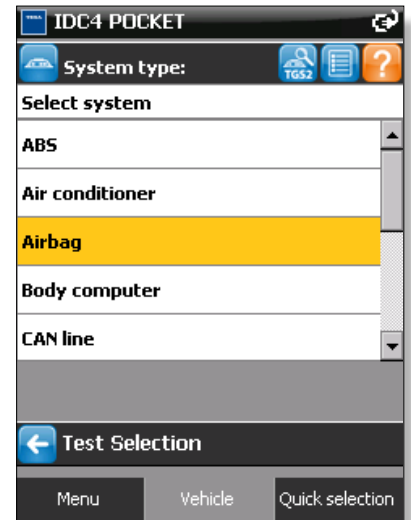 TEXA IDC4 POCKET
System type:
TGS2
?
Select system
ABS
Air conditioner
Airbag
Body computer
CAN line
Test Selection
Menu Vehicle Quick selection